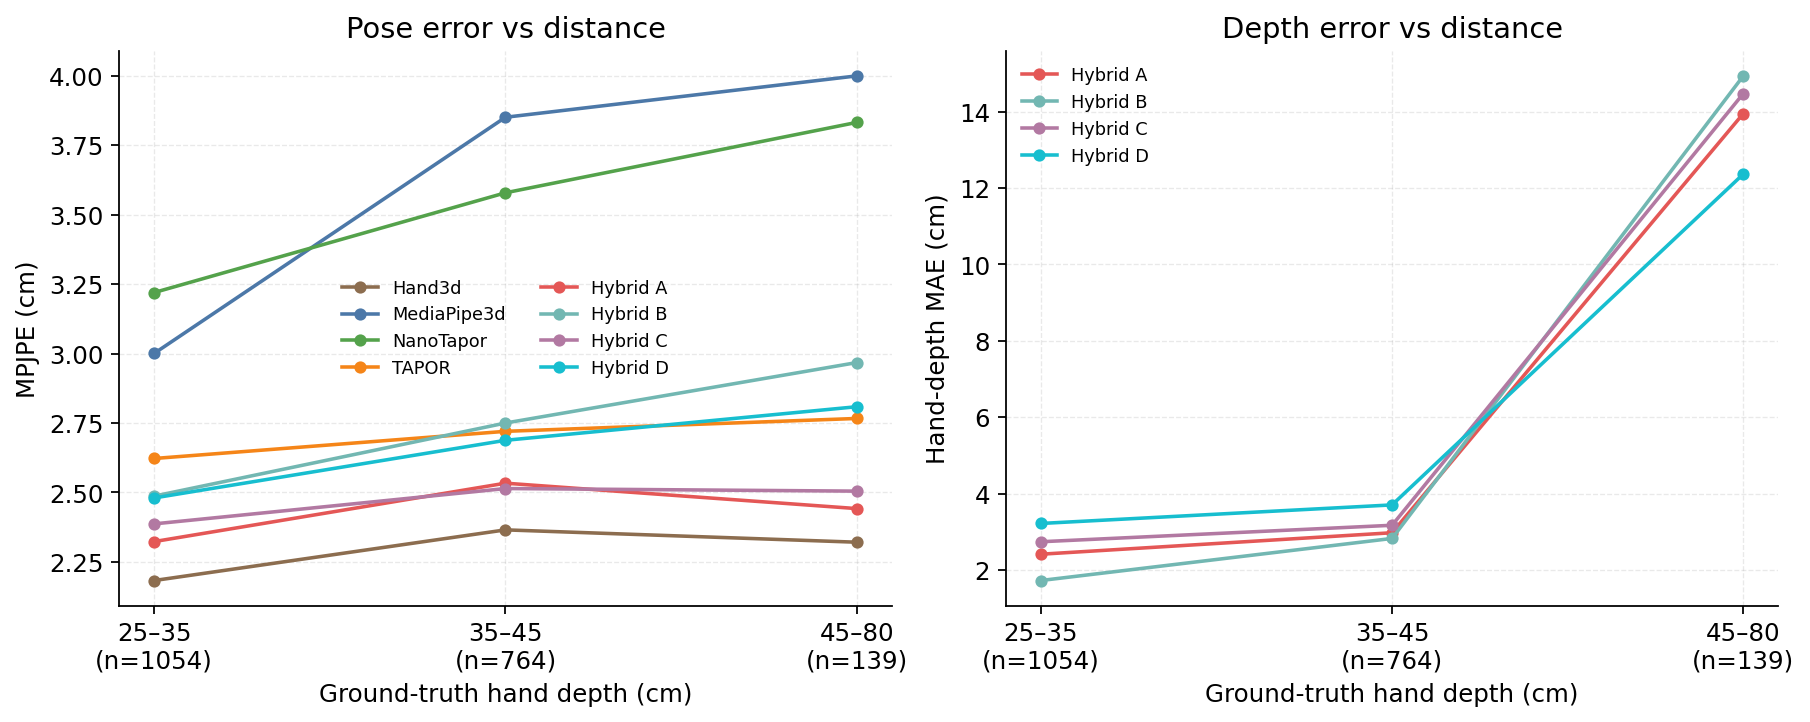 Pose error vs distance
MPJPE (cm)
4.00
3.75
3.50
3.25
3.00
2.75
2.50
2.25
Hand3d
MediaPipe3d
NanoTapor
TAPOR
Hybrid A
Hybrid B
Hybrid C
Hybrid D
25–35 35–45 45–80
(n=1054) (n=764) (n=139)
Ground-truth hand depth (cm)
Depth error vs distance
Hand-depth MAE (cm)
14
12
10
8
6
4
2
Hybrid A
Hybrid B
Hybrid C
Hybrid D
25–35 35–45 45–80
(n=1054) (n=764) (n=139)
Ground-truth hand depth (cm)